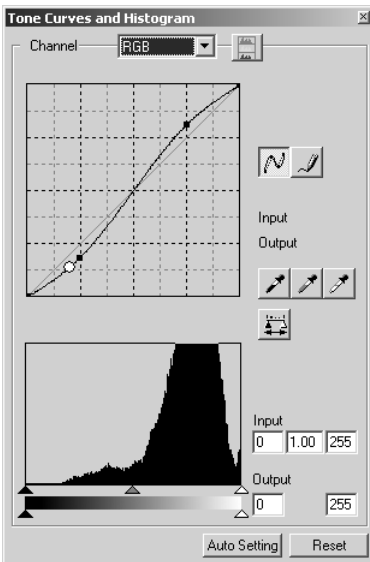 Tone Curves and Histogram
Channel RGB
Input
Output
Input
0 1.00 255
Output
0 255
Auto Setting Reset